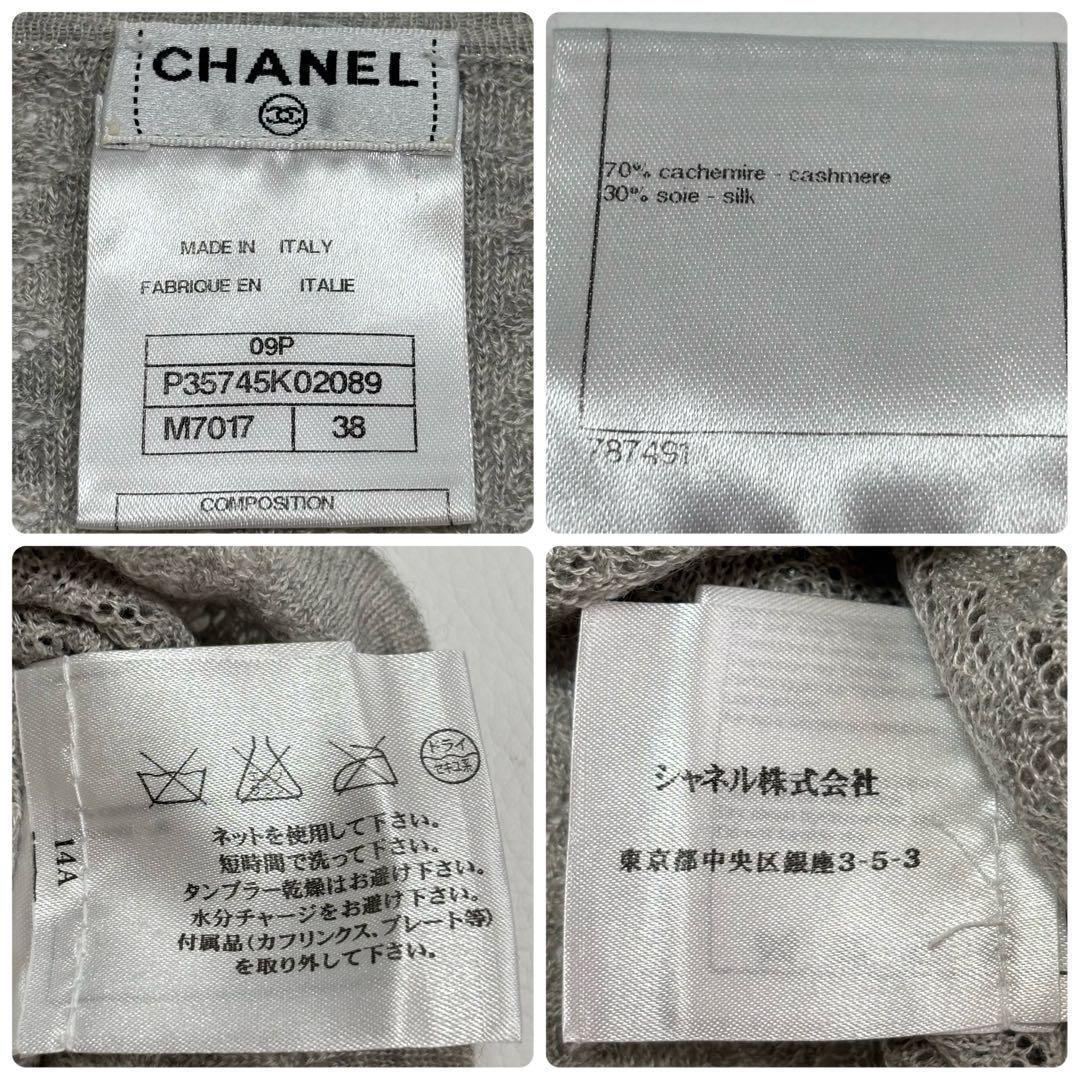 CHANEL
MADE IN ITALY
FABRIQUE EN ITALIE
09P
P35745K02089
M7017 38
COMPOSITION
70% cachemire - cashmere
30% soie - silk
787491
ドライ
セキユ系
ネットを使用して下さい。
短時間で洗って下さい。
タンブラー乾燥はお避け下さい。
水分チャージをお避け下さい。
付属品(カフリンクス、プレート等)
を取り外して下さい。
14A
シャネル株式会社
東京都中央区銀座3-5-3